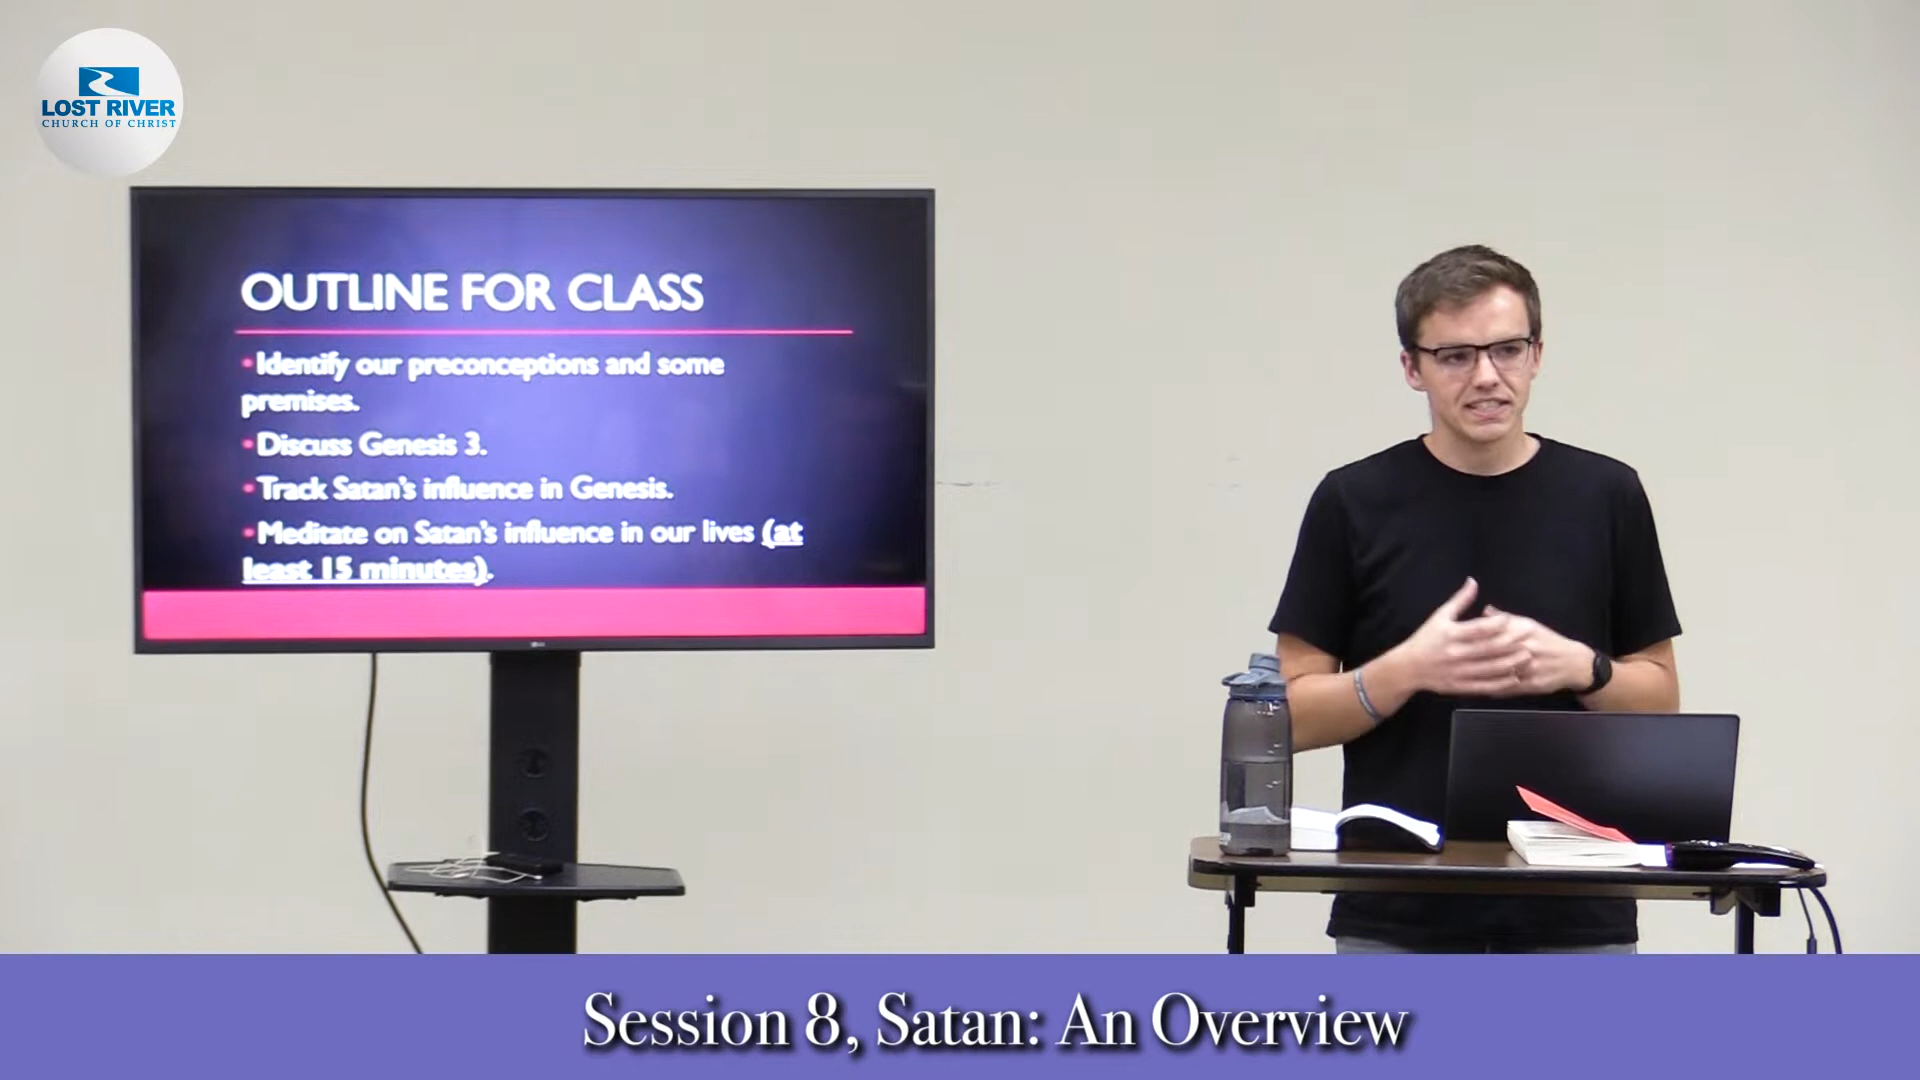 LOST RIVER
CHURCH OF CHRIST
OUTLINE FOR CLASS
•Identify our preconceptions and some
premises.
•Discuss Genesis 3.
•Track Satan's influence in Genesis.
•Meditate on Satan's influence in our lives (at
least 15 minutes).
Session 8, Satan: An Overview